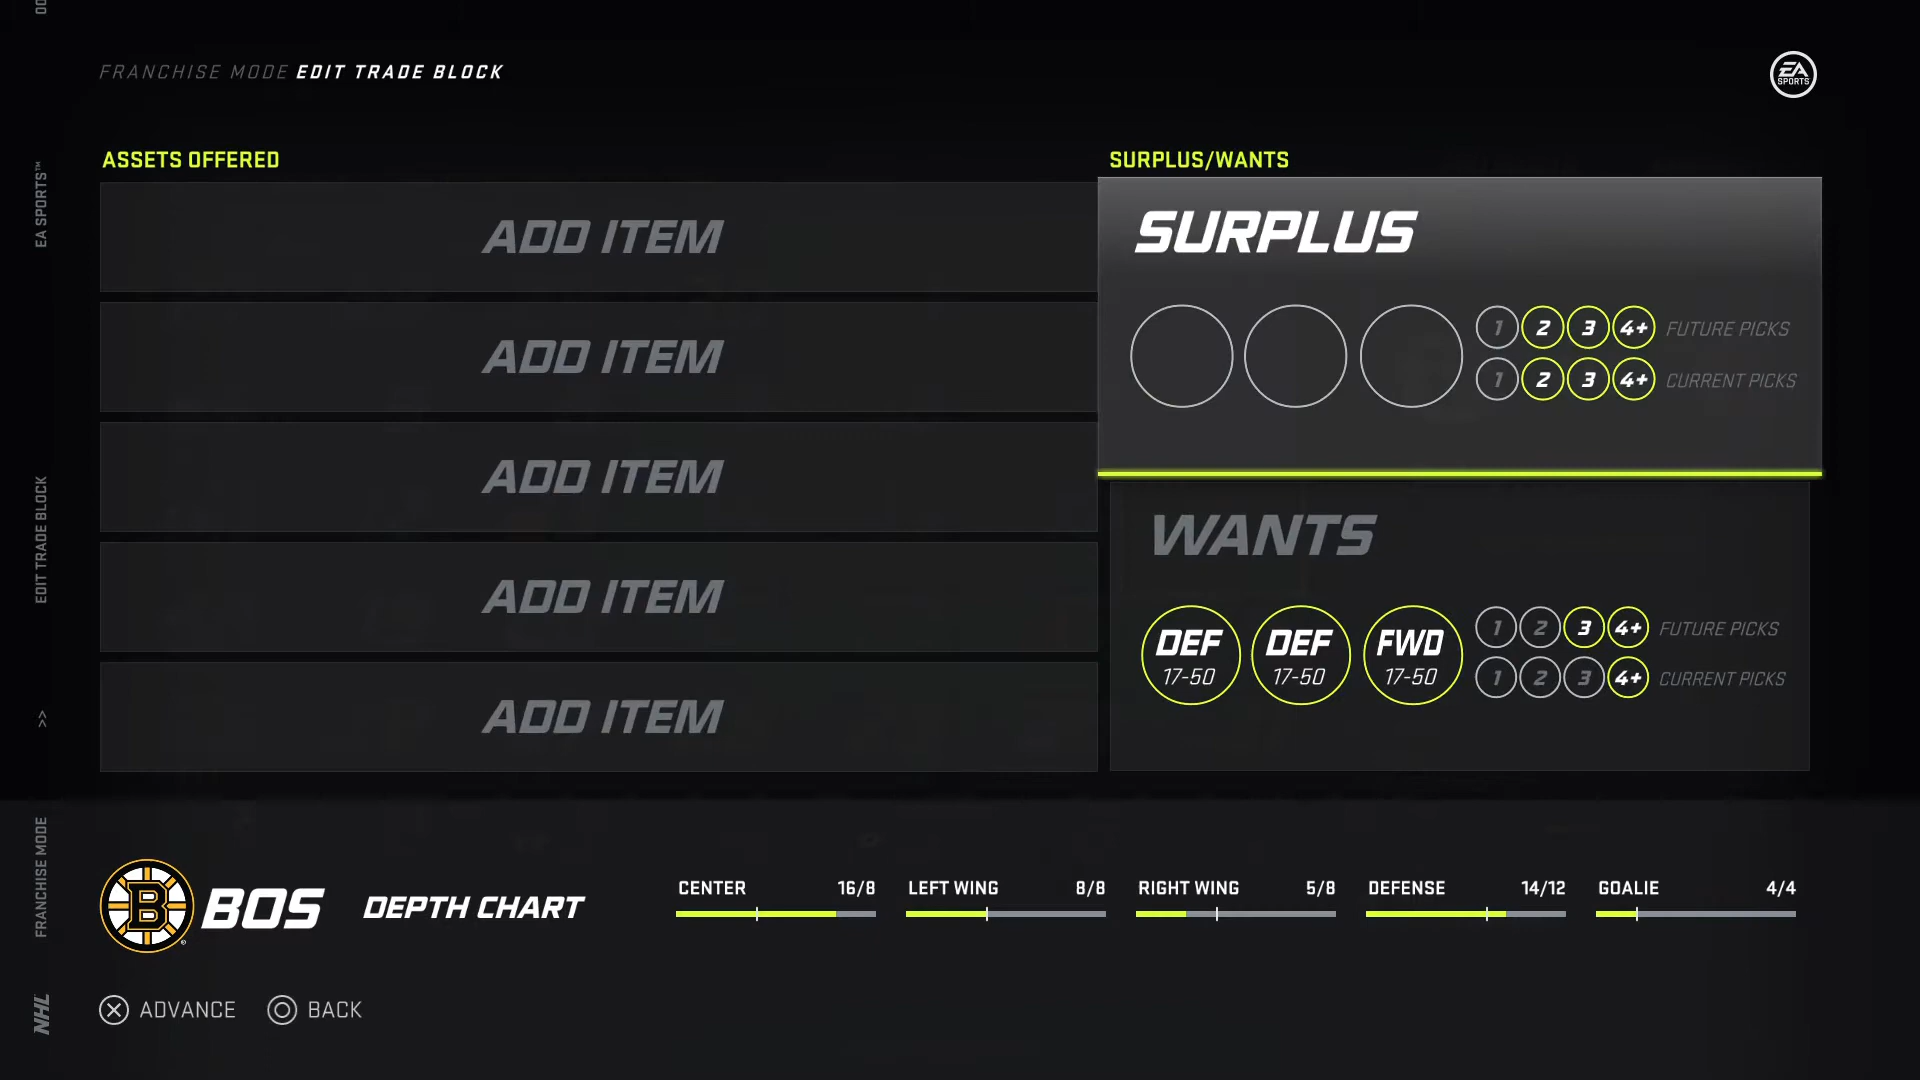 FRANCHISE MODE EDIT TRADE BLOCK
EA SPORTS
ASSETS OFFERED
ADD ITEM
ADD ITEM
ADD ITEM
ADD ITEM
ADD ITEM
SURPLUS/WANTS
SURPLUS
1 2 3 4+ FUTURE PICKS
1 2 3 4+ CURRENT PICKS
WANTS
DEF 17-50
DEF 17-50
FWD 17-50
1 2 3 4+ FUTURE PICKS
1 2 3 4+ CURRENT PICKS
B BOS DEPTH CHART
CENTER 16/8
LEFT WING 8/8
RIGHT WING 5/8
DEFENSE 14/12
GOALIE 4/4
ADVANCE
BACK
NHL
FRANCHISE MODE
>>
EDIT TRADE BLOCK
EA SPORTS™